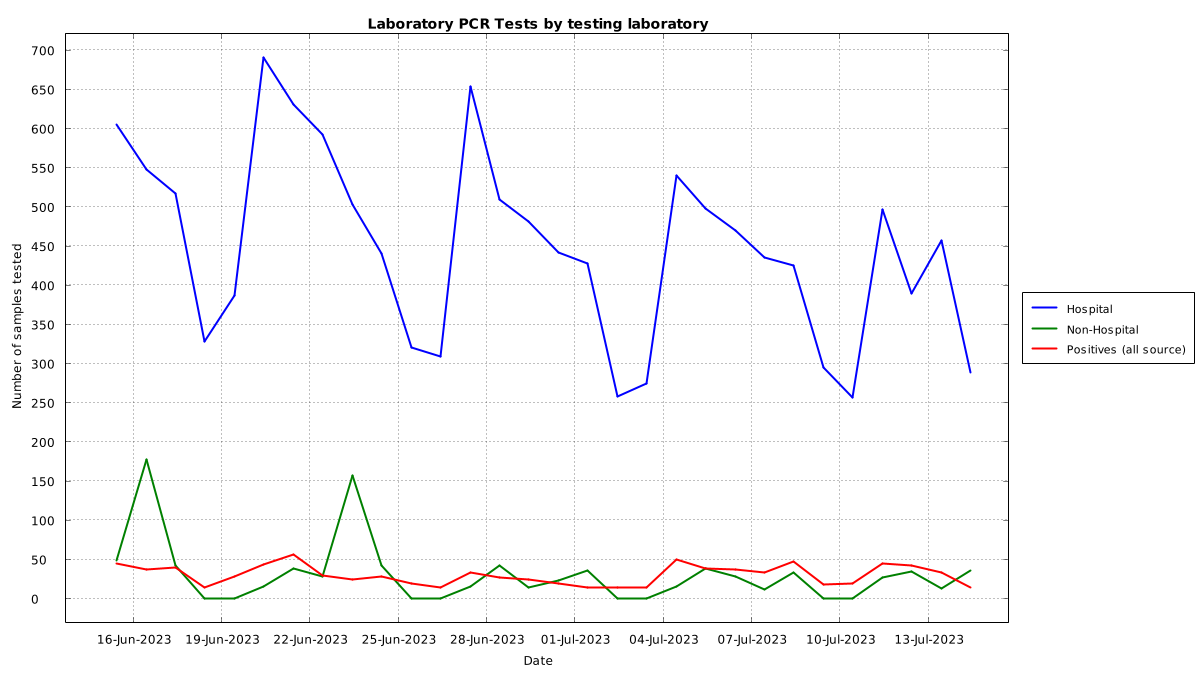 Laboratory PCR Tests by testing laboratory
Number of samples tested
700
650
600
550
500
450
400
350
300
250
200
150
100
50
0
16-Jun-2023 19-Jun-2023 22-Jun-2023 25-Jun-2023 28-Jun-2023 01-Jul-2023 04-Jul-2023 07-Jul-2023 10-Jul-2023 13-Jul-2023
Date
Hospital
Non-Hospital
Positives (all source)